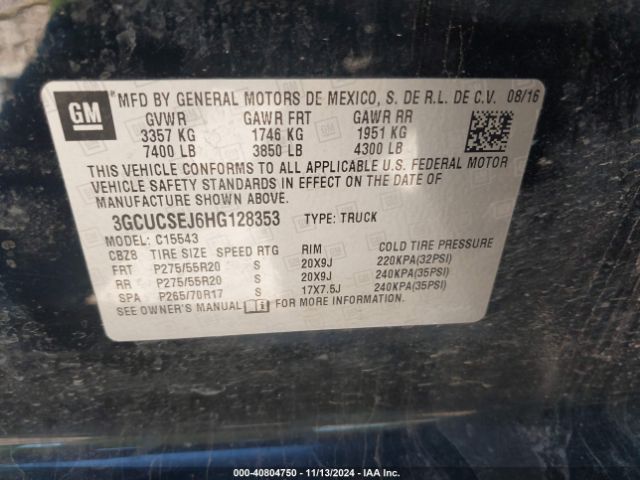 GM
*MFD BY GENERAL MOTORS DE MEXICO, S. DE R.L. DE C.V. 08/16
GVWR GAWR FRT GAWR RR
3357 KG 1746 KG 1951 KG
7400 LB 3850 LB 4300 LB
THIS VEHICLE CONFORMS TO ALL APPLICABLE U.S. FEDERAL MOTOR
VEHICLE SAFETY STANDARDS IN EFFECT ON THE DATE OF
MANUFACTURE SHOWN ABOVE.
3GCUCSEJ6HG128353 TYPE: TRUCK
MODEL: C15543
CBZ8 TIRE SIZE SPEED RTG RIM COLD TIRE PRESSURE
FRT P275/55R20 S 20X9J 220KPA(32PSI)
RR P275/55R20 S 20X9J 240KPA(35PSI)
SPA P265/70R17 S 17X7.5J 240KPA(35PSI)
SEE OWNER'S MANUAL FOR MORE INFORMATION.
000-40804750 — 11/13/2024 — IAA Inc.